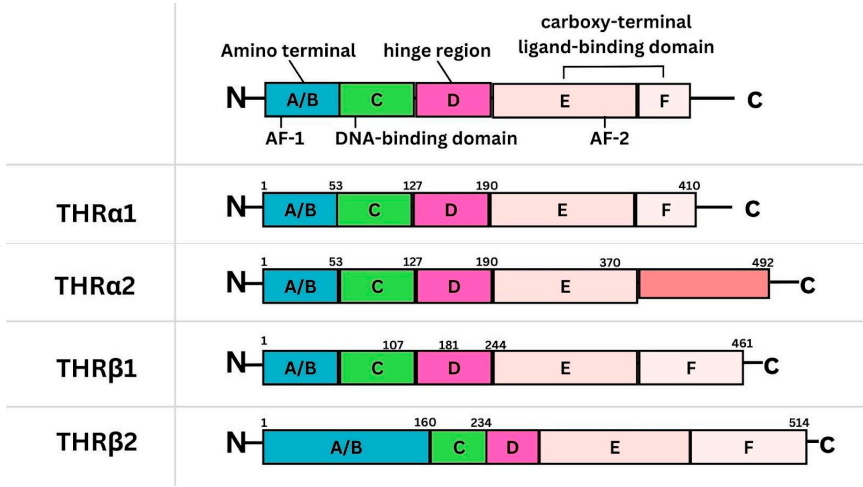 carboxy-terminal
ligand-binding domain
Amino terminal hinge region
N A/B C D E F C
AF-1 DNA-binding domain AF-2
1 53 127 190 410
THRα1 N A/B C D E F C
1 53 127 190 370 492
THRα2 N A/B C D E C
1 107 181 244 461
THRβ1 N A/B C D E F C
1 160 234 514
THRβ2 N A/B C D E F C